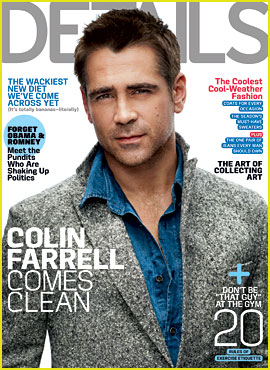 DETAILS
THE WACKIEST
NEW DIET
WE'VE COME
ACROSS YET
(It's totally bananas—literally)
FORGET
OBAMA &
ROMNEY
Meet the
Pundits
Who Are
Shaking Up
Politics
The Coolest
Cool-Weather
Fashion
COATS FOR EVERY
OCCASION
THE SEASON'S
MUST-HAVE
SWEATERS
PLUS
THE ONE PAIR OF
JEANS EVERY MAN
SHOULD OWN
THE ART OF
COLLECTING
ART
COLIN
FARRELL
COMES
CLEAN
+
DON'T BE
"THAT GUY"
AT THE GYM
20
RULES OF
EXERCISE ETIQUETTE